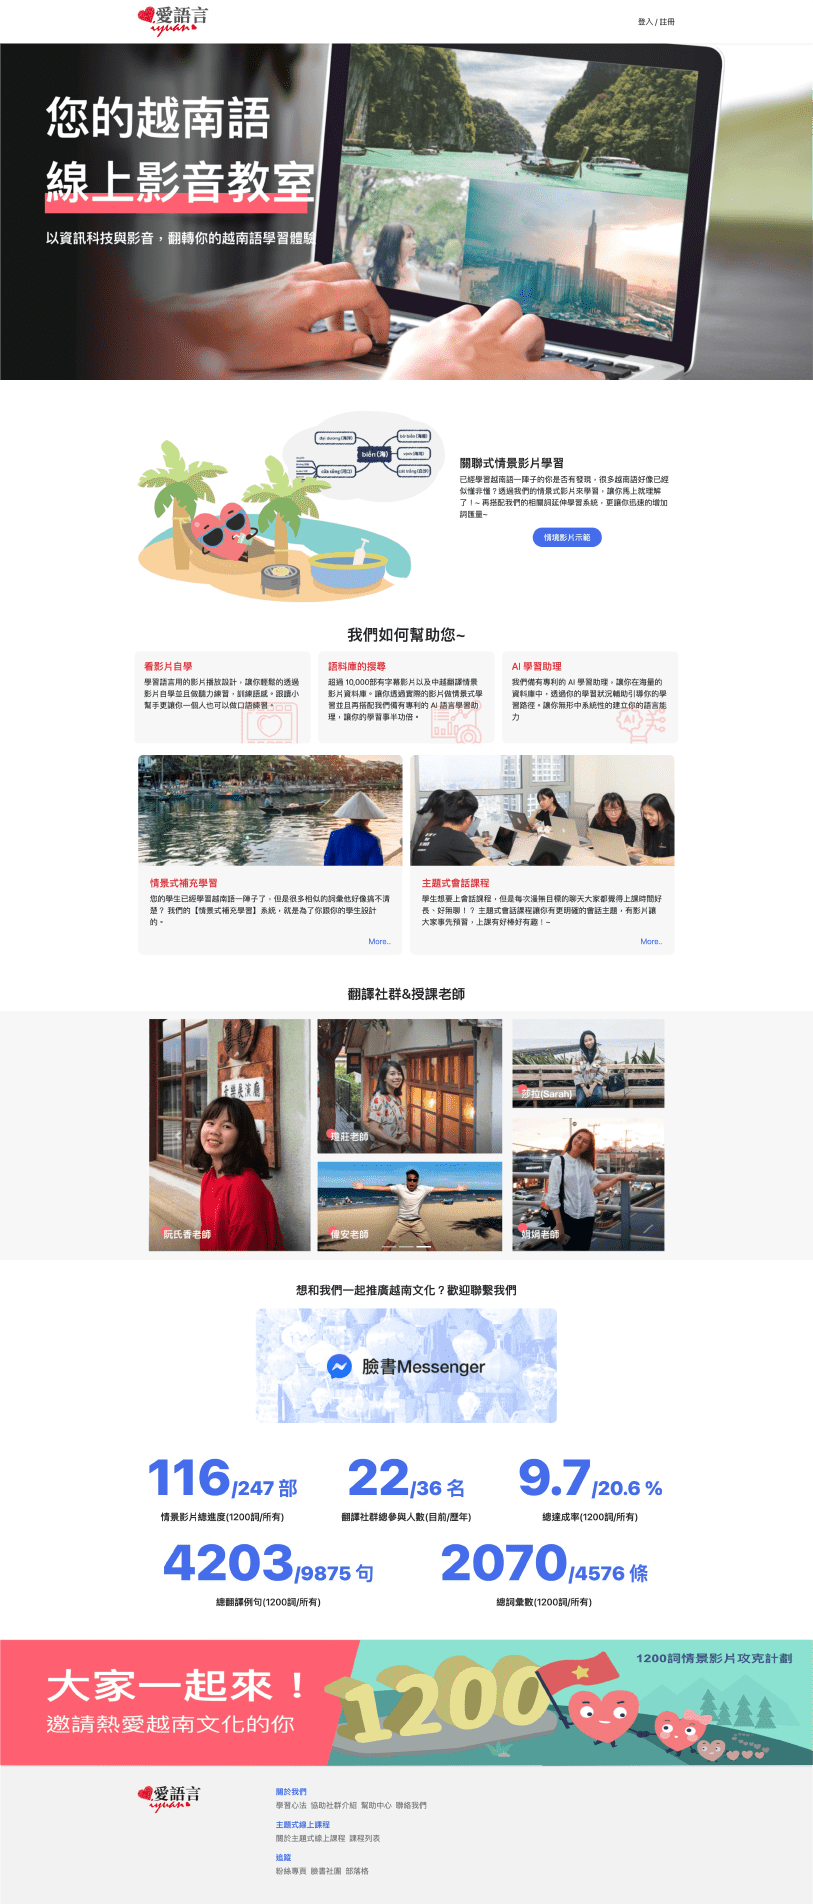 愛語言
iyuan
登入 / 註冊
您的越南語
線上影音教室
以資訊科技與影音，翻轉你的越南語學習體驗
đại dương (海洋)
biển (海)
cửa sông (河口)
關聯式情景影片學習
已經學習越南語一陣子的你是否有發現，很多越南語好像已經
似懂非懂？透過我們的情景式影片來學習，讓你馬上就理解
了！~ 再搭配我們的相關詞延伸學習系統，更讓你迅速的增加
詞匯量~
情境影片示範
我們如何幫助您~
看影片自學
學習語言用的影片播放設計，讓你輕鬆的透過
影片自學並且做聽力練習，訓練語感。跟讀小
幫手更讓你一個人也可以做口語練習。
語料庫的搜尋
超過 10,000部有字幕影片以及中越翻譯情景
影片資料庫。讓你透過實際的影片做情景式學
習並且再搭配我們備有專利的 AI 語言學習助
理，讓你的學習事半功倍。
AI 學習助理
我們備有專利的 AI 學習助理，讓你在海量的
資料庫中，透過你的學習狀況輔助引導你的學
習路徑。讓你無形中系統性的建立你的語言能
力
AI
情景式補充學習
您的學生已經學習越南語一陣子了，但是很多相似的詞彙他好像搞不清
楚？ 我們的【情景式補充學習】系統，就是為了你跟你的學生設計
的。
More..
主題式會話課程
學生想要上會話課程，但是每次漫無目標的聊天大家都覺得上課時間好
長、好無聊！？ 主題式會話課程讓你有更明確的會話主題，有影片讓
大家事先預習，上課有好棒好有趣！~
More..
翻譯社群&授課老師
阮氏香老師
瓊莊老師
偉安老師
莎拉(Sarah)
娟娟老師
想和我們一起推廣越南文化？歡迎聯繫我們
臉書Messenger
116/247 部
情景影片總進度(1200詞/所有)
22/36 名
翻譯社群總參與人數(目前/歷年)
9.7/20.6 %
總達成率(1200詞/所有)
4203/9875 句
總翻譯例句(1200詞/所有)
2070/4576 條
總詞彙數(1200詞/所有)
大家一起來！
邀請熱愛越南文化的你
1200
1200詞情景影片攻克計劃
愛語言
iyuan
關於我們
學習心法 協助社群介紹 幫助中心 聯絡我們
主題式線上課程
關於主題式線上課程 課程列表
追蹤
粉絲專頁 臉書社團 部落格